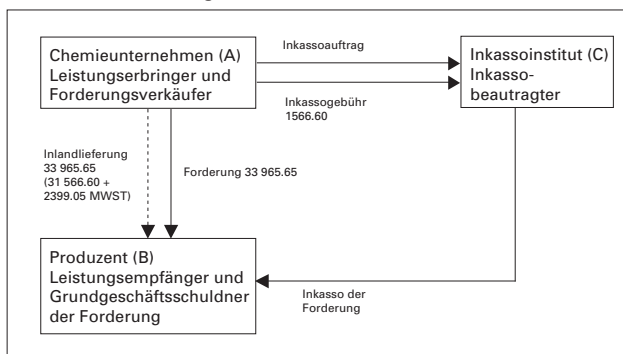 Chemieunternehmen (A)
Leistungserbringer und
Forderungsverkäufer
Inkassoauftrag
Inkassogebühr
1566.60
Inkassoinstitut (C)
Inkasso-
beautragter
Inlandlieferung
33 965.65
(31 566.60 +
2399.05 MWST)
Forderung 33 965.65
Produzent (B)
Leistungsempfänger und
Grundgeschäftsschuldner
der Forderung
Inkasso der
Forderung